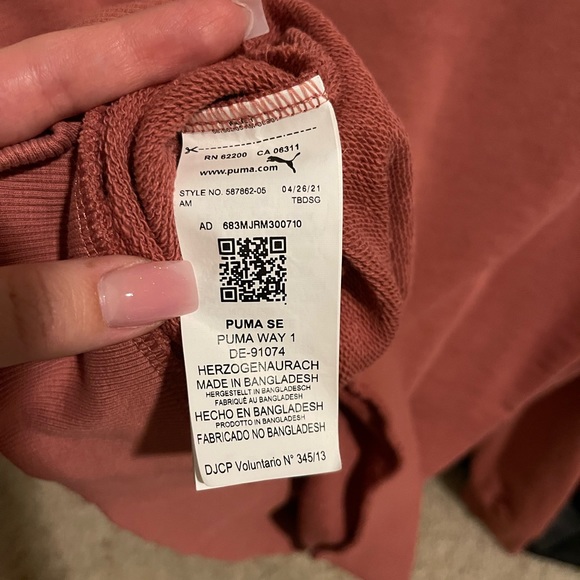 RN 62200 CA 06311
www.puma.com
STYLE NO. 587862-05 04/26/21
AM TBDSG
AD 683MJRM300710
PUMA SE
PUMA WAY 1
DE-91074
HERZOGENAURACH
MADE IN BANGLADESH
HERGESTELLT IN BANGLADESCH
FABRIQUÉ AU BANGLADESH
HECHO EN BANGLADESH
PRODOTTO IN BANGLADESH
FABRICADO NO BANGLADESH
DJCP Voluntario N° 345/13